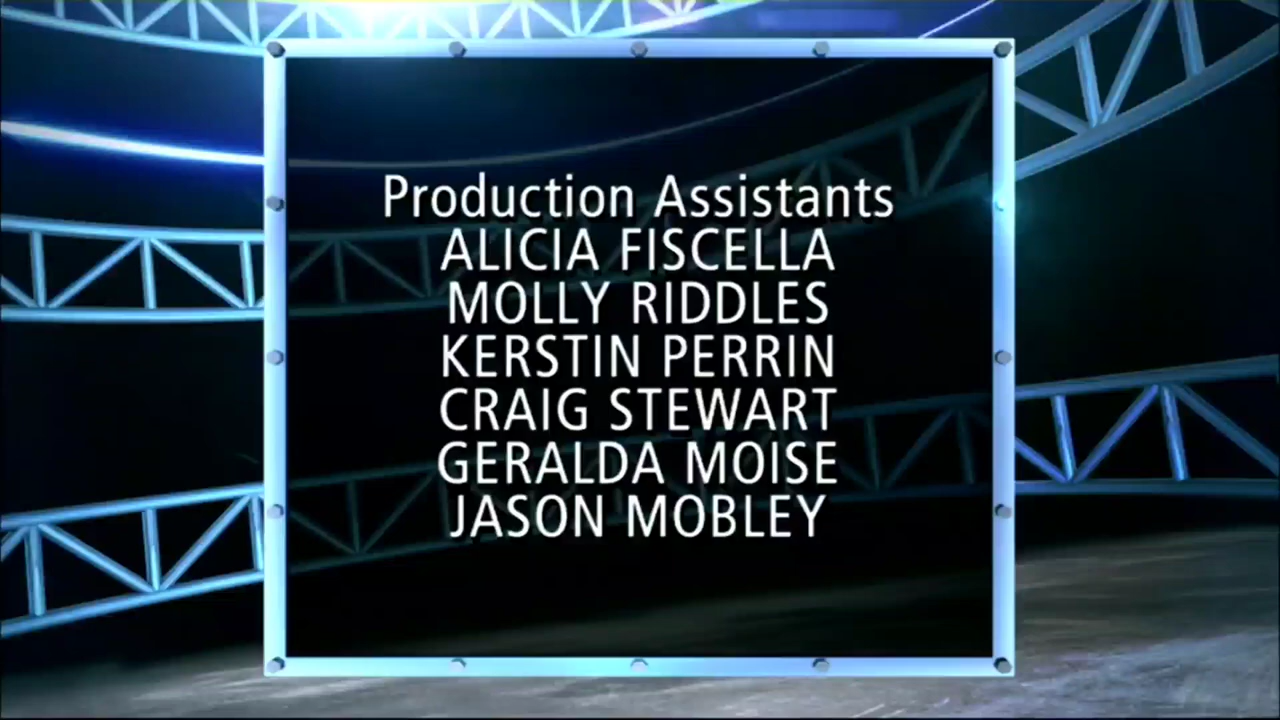 Production Assistants
ALICIA FISCELLA
MOLLY RIDDLES
KERSTIN PERRIN
CRAIG STEWART
GERALDA MOISE
JASON MOBLEY